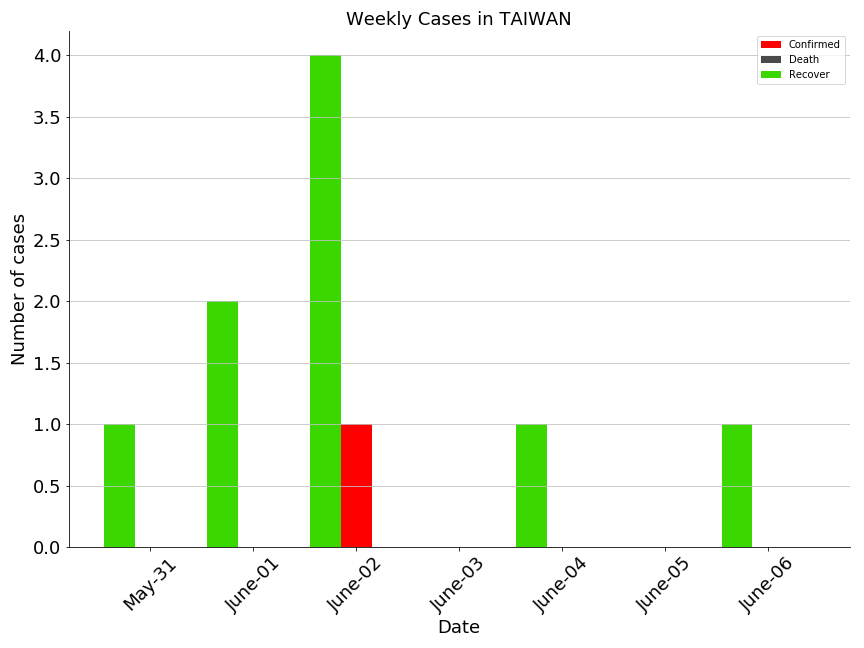 Weekly Cases in TAIWAN
Confirmed
Death
Recover
Number of cases
4.0
3.5
3.0
2.5
2.0
1.5
1.0
0.5
0.0
May-31
June-01
June-02
June-03
June-04
June-05
June-06
Date